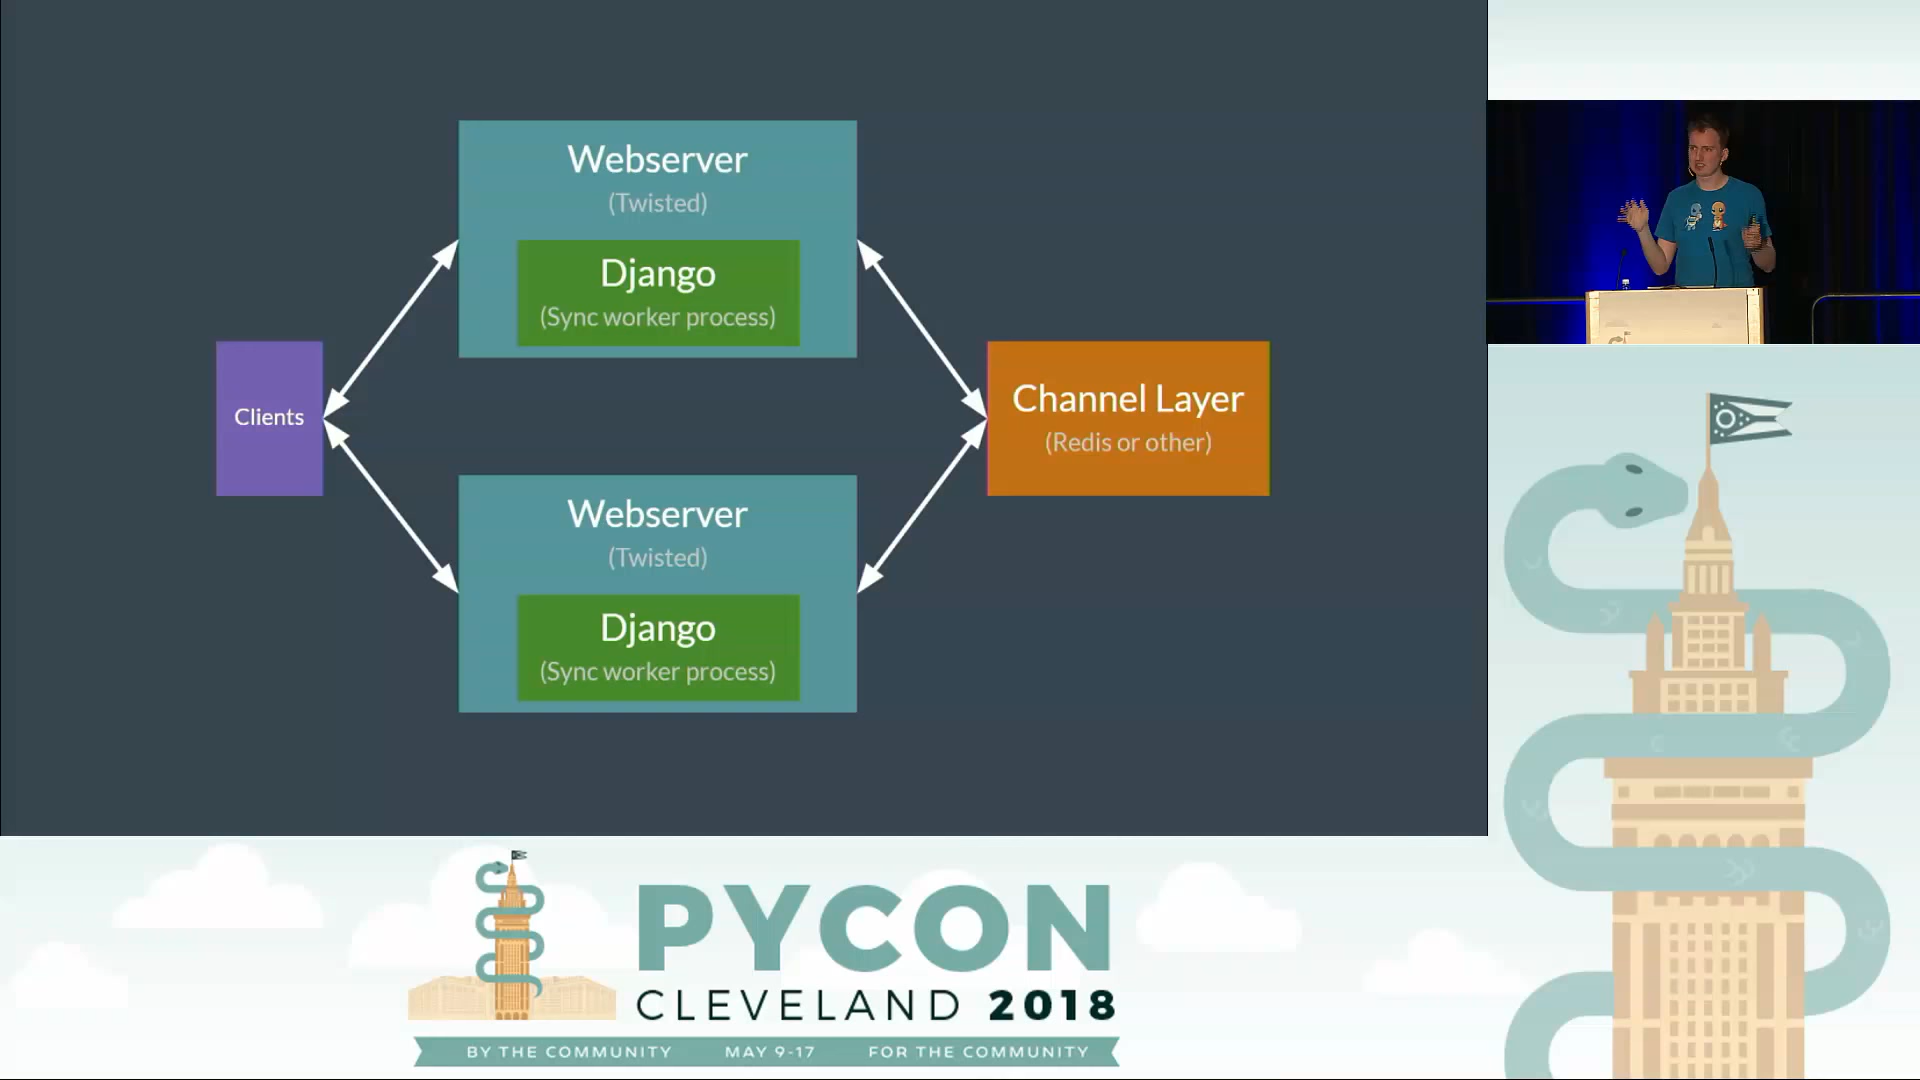 Webserver
(Twisted)
Django
(Sync worker process)
Clients
Channel Layer
(Redis or other)
Webserver
(Twisted)
Django
(Sync worker process)
PYCON
CLEVELAND 2018
BY THE COMMUNITY MAY 9-17 FOR THE COMMUNITY